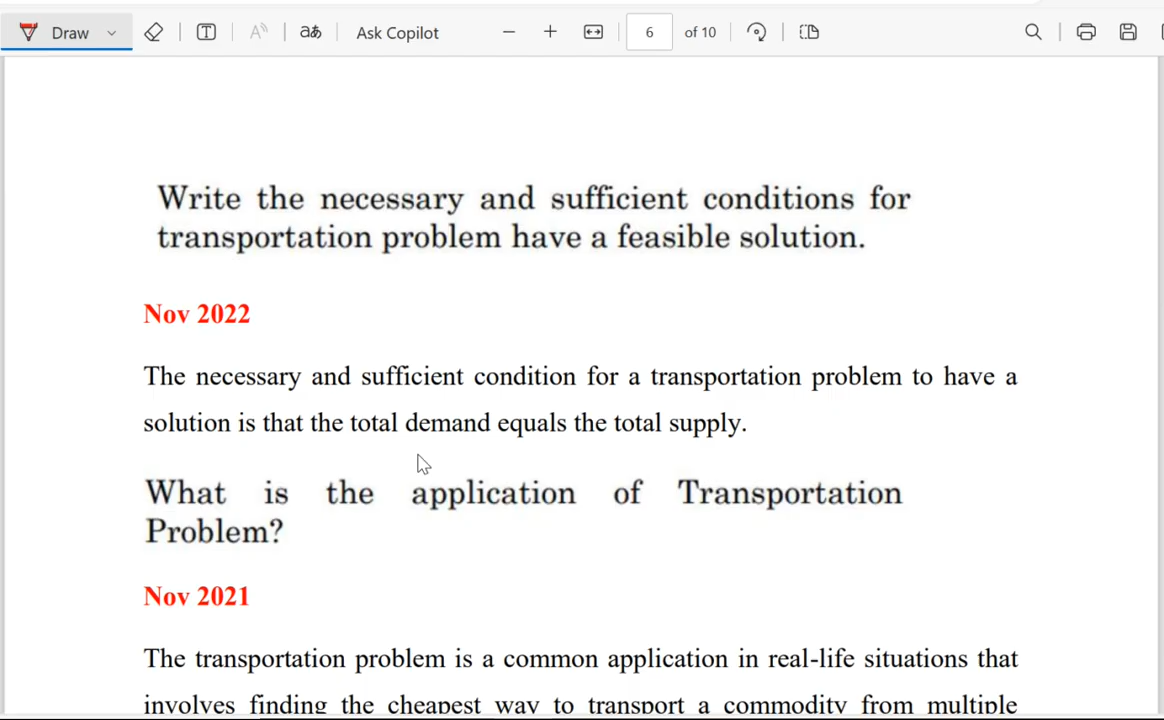 Draw
Ask Copilot
6 of 10
Write the necessary and sufficient conditions for
transportation problem have a feasible solution.
Nov 2022
The necessary and sufficient condition for a transportation problem to have a
solution is that the total demand equals the total supply.
What is the application of Transportation
Problem?
Nov 2021
The transportation problem is a common application in real-life situations that
involves finding the cheapest way to transport a commodity from multiple